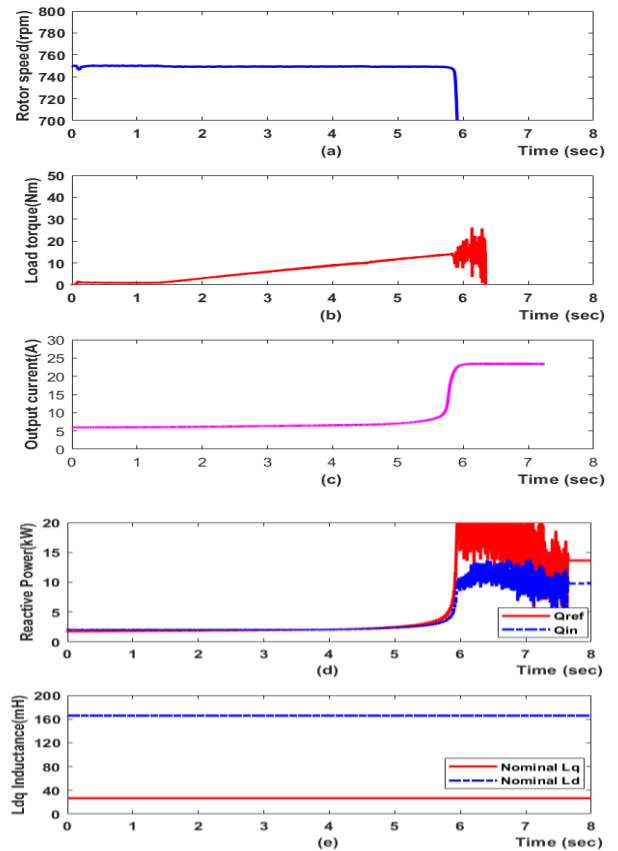 Rotor speed(rpm)
800
780
760
740
720
700
0 1 2 3 4 5 6 7 8
(a)
Time (sec)
Load torque(Nm)
50
40
30
20
10
0
0 1 2 3 4 5 6 7 8
(b)
Time (sec)
Output current(A)
30
25
20
15
10
5
0
0 1 2 3 4 5 6 7 8
(c)
Time (sec)
Reactive Power(kW)
20
15
10
5
0
Qref
Qin
0 1 2 3 4 5 6 7 8
(d)
Time (sec)
Ldq Inductance(mH)
200
160
120
80
40
0
Nominal Lq
Nominal Ld
0 1 2 3 4 5 6 7 8
(e)
Time (sec)